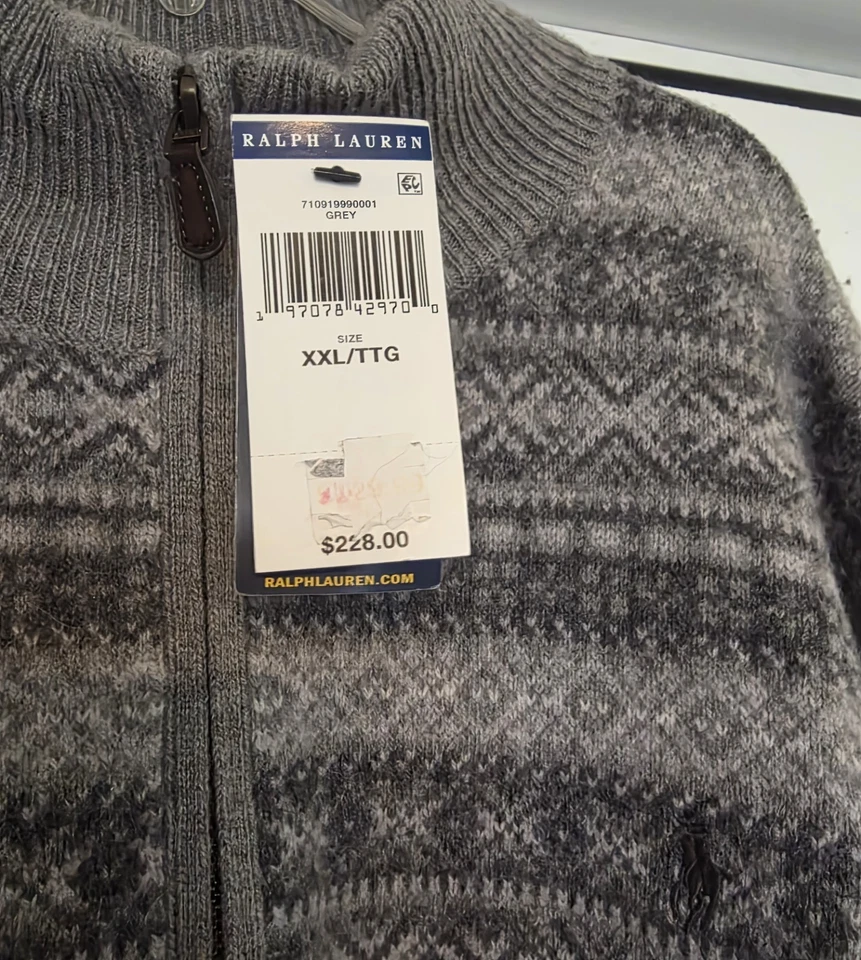 RALPH LAUREN
710919990001
GREY
1 97078 42970 0
SIZE
XXL/TTG
$228.00
RALPHLAUREN.COM